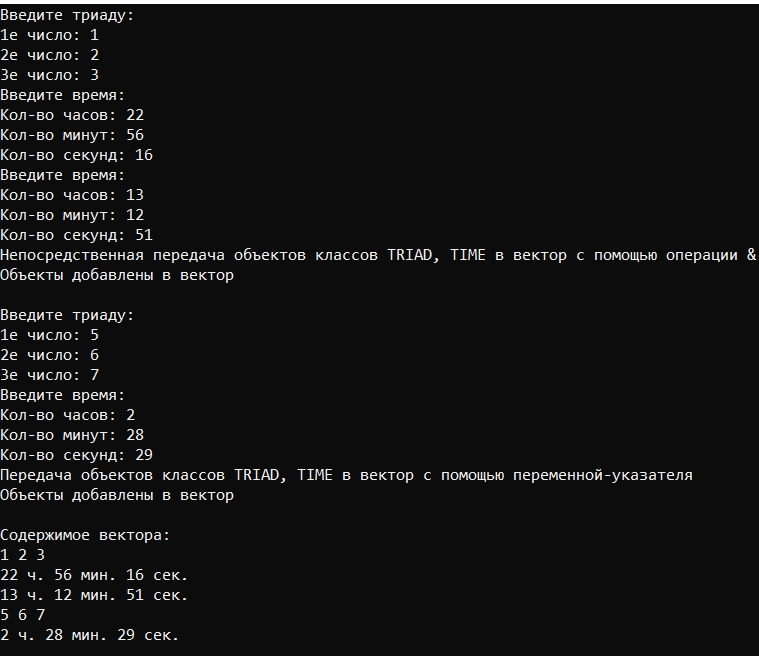 Введите триаду:
1е число: 1
2е число: 2
3е число: 3
Введите время:
Кол-во часов: 22
Кол-во минут: 56
Кол-во секунд: 16
Введите время:
Кол-во часов: 13
Кол-во минут: 12
Кол-во секунд: 51
Непосредственная передача объектов классов TRIAD, TIME в вектор с помощью операции &
Объекты добавлены в вектор
Введите триаду:
1е число: 5
2е число: 6
3е число: 7
Введите время:
Кол-во часов: 2
Кол-во минут: 28
Кол-во секунд: 29
Передача объектов классов TRIAD, TIME в вектор с помощью переменной-указателя
Объекты добавлены в вектор
Содержимое вектора:
1 2 3
22 ч. 56 мин. 16 сек.
13 ч. 12 мин. 51 сек.
5 6 7
2 ч. 28 мин. 29 сек.